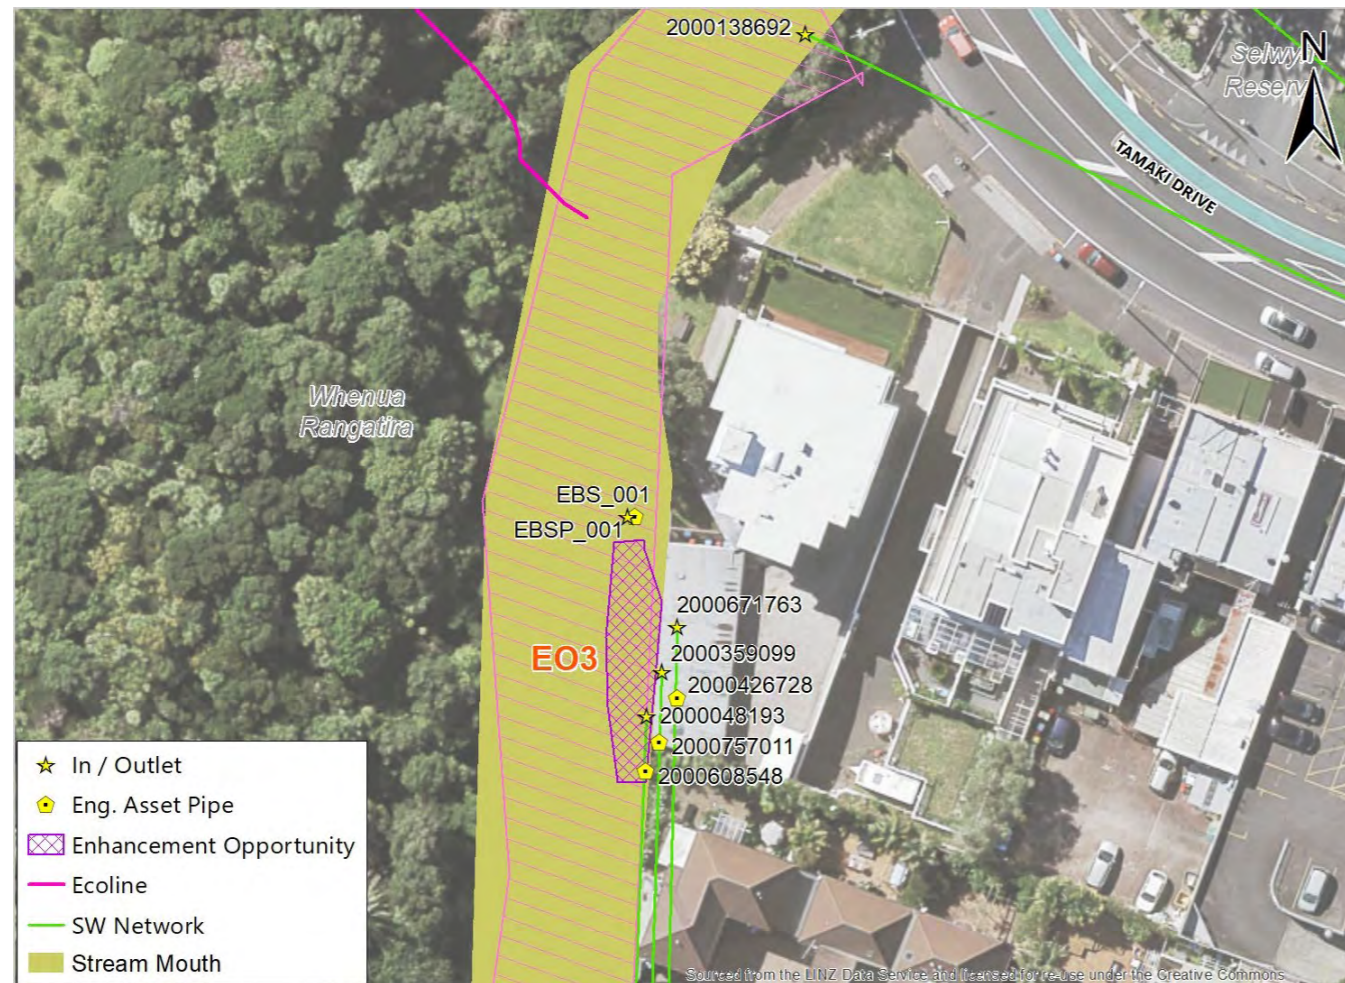 2000138692
N
Selwyn
Reserve
TAMAKI DRIVE
Whenua
Rangatira
EBS_001
EBSP_001
2000671763
EO3
2000359099
2000426728
2000048193
2000757011
2000608548
In / Outlet
Eng. Asset Pipe
Enhancement Opportunity
Ecoline
SW Network
Stream Mouth
Sourced from the LINZ Data Service and licensed for re-use under the Creative Commons